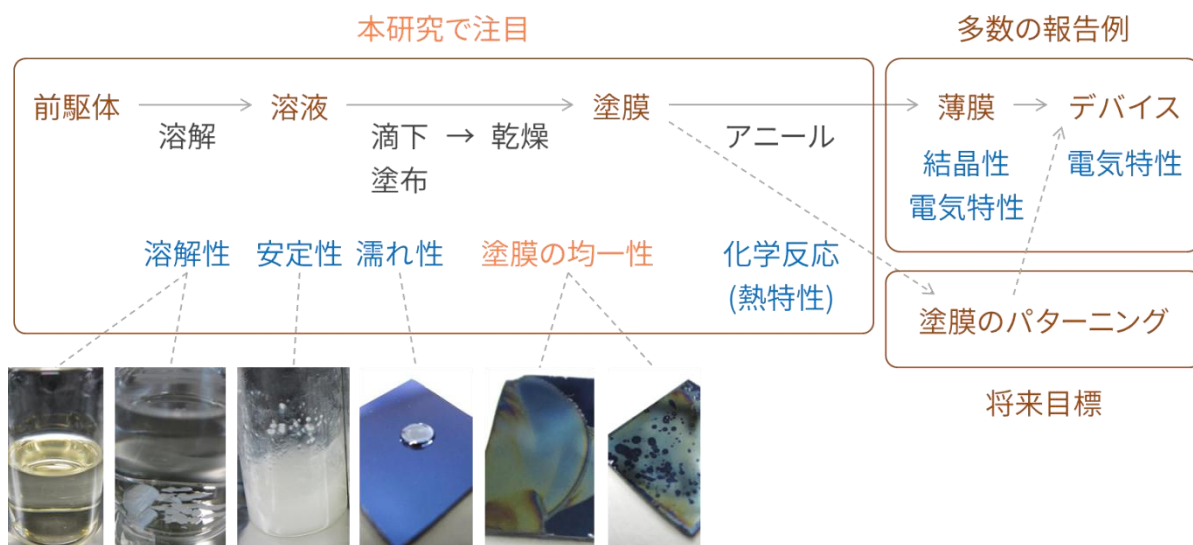 本研究で注目
多数の報告例
前駆体
溶液
塗膜
薄膜
デバイス
溶解
滴下 → 乾燥
塗布
アニール
結晶性
電気特性
電気特性
溶解性
安定性
濡れ性
塗膜の均一性
化学反応
(熱特性)
塗膜のパターニング
将来目標